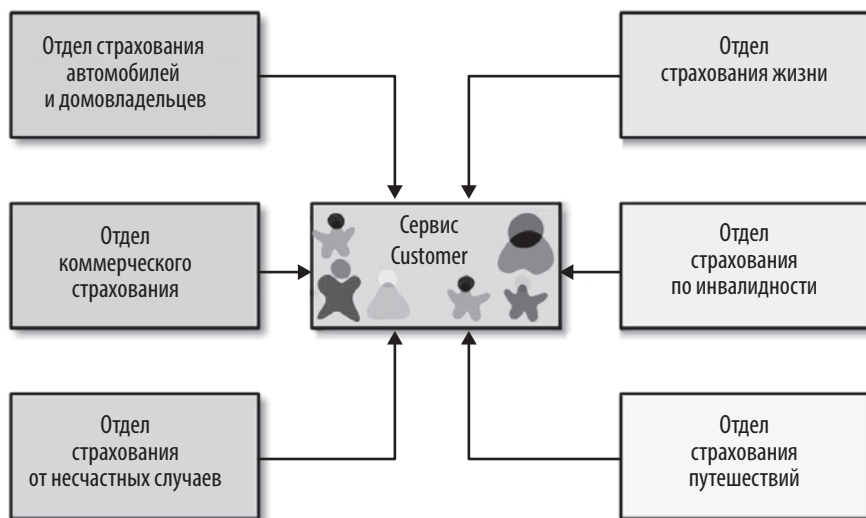 Отдел страхования
автомобилей
и домовладельцев
Отдел
страхования жизни
Отдел
коммерческого
страхования
Сервис
Customer
Отдел
страхования
по инвалидности
Отдел
страхования
от несчастных случаев
Отдел
страхования
путешествий